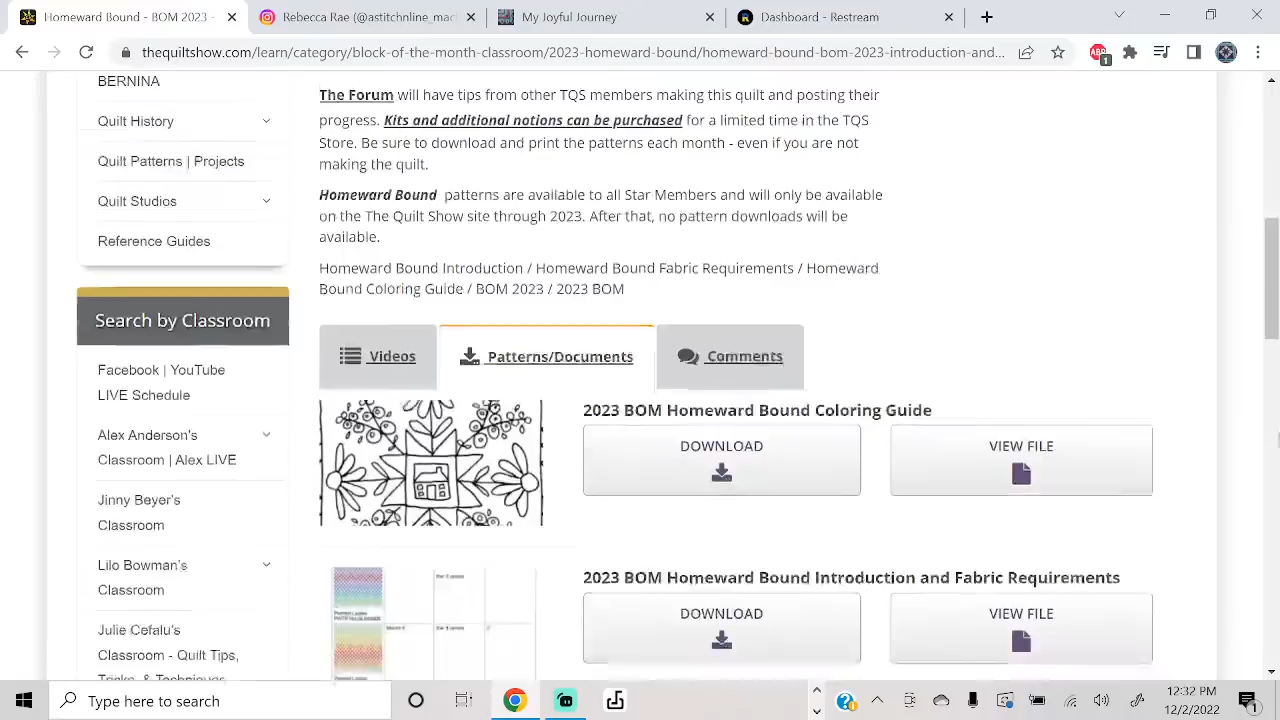 Homeward Bound - BOM 2023 -
Rebecca Rae (@astitchnline_ma
My Joyful Journey
Dashboard - Restream
thequiltshow.com/learn/category/block-of-the-month-classroom/2023-homeward-bound/homeward-bound-bom-2023-introduction-and...
ABP
1
BERNINA
Quilt History
Quilt Patterns | Projects
Quilt Studios
Reference Guides
Search by Classroom
Facebook | YouTube
LIVE Schedule
Alex Anderson's
Classroom | Alex LIVE
Jinny Beyer's
Classroom
Lilo Bowman's
Classroom
Julie Cefalu's
Classroom - Quilt Tips,
Tricks, & Techniques
The Forum will have tips from other TQS members making this quilt and posting their
progress. Kits and additional notions can be purchased for a limited time in the TQS
Store. Be sure to download and print the patterns each month - even if you are not
making the quilt.
Homeward Bound patterns are available to all Star Members and will only be available
on the The Quilt Show site through 2023. After that, no pattern downloads will be
available.
Homeward Bound Introduction / Homeward Bound Fabric Requirements / Homeward
Bound Coloring Guide / BOM 2023 / 2023 BOM
Videos
Patterns/Documents
Comments
2023 BOM Homeward Bound Coloring Guide
DOWNLOAD
VIEW FILE
2023 BOM Homeward Bound Introduction and Fabric Requirements
DOWNLOAD
VIEW FILE
Type here to search
2:32 PM
12/2/2022
1